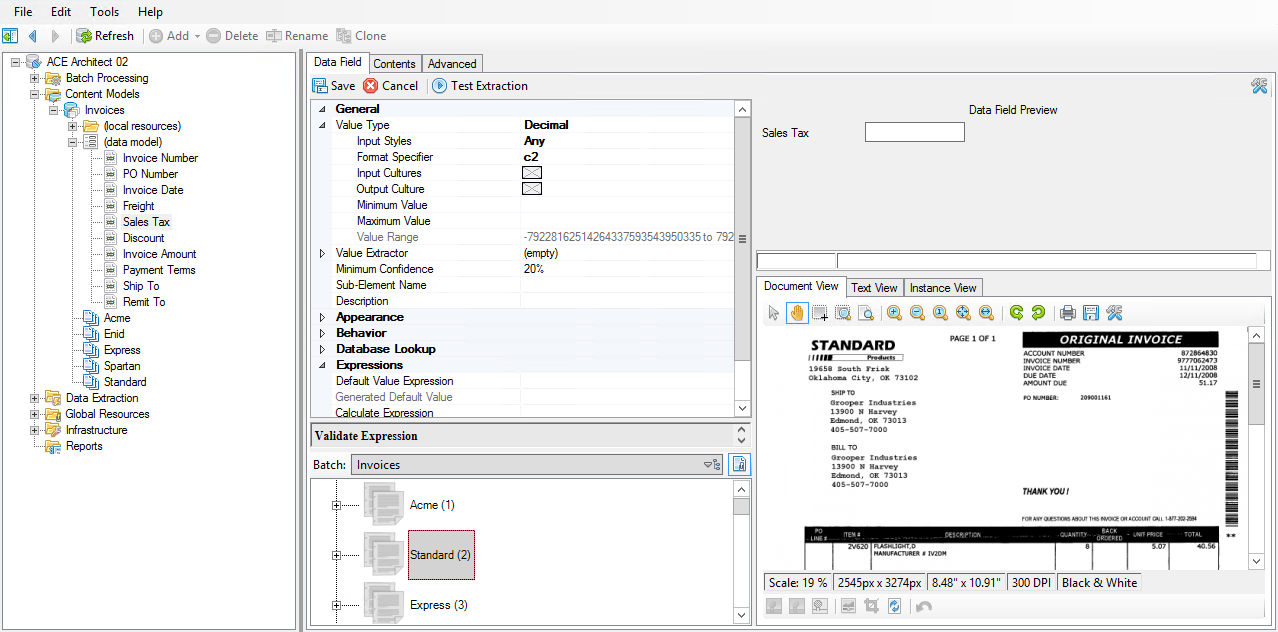 File Edit Tools Help
Refresh Add Delete Rename Clone
ACE Architect 02
Batch Processing
Content Models
Invoices
(local resources)
(data model)
Invoice Number
PO Number
Invoice Date
Freight
Sales Tax
Discount
Invoice Amount
Payment Terms
Ship To
Remit To
Acme
Enid
Express
Spartan
Standard
Data Extraction
Global Resources
Infrastructure
Reports
Data Field Contents Advanced
Save Cancel Test Extraction
General
Value Type Decimal
Input Styles Any
Format Specifier c2
Input Cultures
Output Culture
Minimum Value
Maximum Value
Value Range -79228162514264337593543950335 to 792
Value Extractor (empty)
Minimum Confidence 20%
Sub-Element Name
Description
Appearance
Behavior
Database Lookup
Expressions
Default Value Expression
Generated Default Value
Calculate Expression
Validate Expression
Batch: Invoices
Acme (1)
Standard (2)
Express (3)
Data Field Preview
Sales Tax
Document View Text View Instance View
STANDARD
Products
19658 South Frisk
Oklahoma City, OK 73102
PAGE 1 OF 1
ORIGINAL INVOICE
ACCOUNT NUMBER 872864830
INVOICE NUMBER 9777062473
INVOICE DATE 11/11/2008
DUE DATE 12/11/2008
AMOUNT DUE 51.17
PO NUMBER: 209001161
SHIP TO
Grooper Industries
13900 N Harvey
Edmond, OK 73013
405-507-7000
BILL TO
Grooper Industries
13900 N Harvey
Edmond, OK 73013
405-507-7000
THANK YOU !
FOR ANY QUESTIONS ABOUT THIS INVOICE OR ACCOUNT CALL 1-877-202-2594
PO LINE # ITEM # DESCRIPTION QUANTITY BACK ORDERED UNIT PRICE TOTAL
**
2V620 FLASHLIGHT,D 8 5.07 40.56
MANUFACTURER # IV2DM
Scale: 19 % 2545px x 3274px 8.48" x 10.91" 300 DPI Black & White